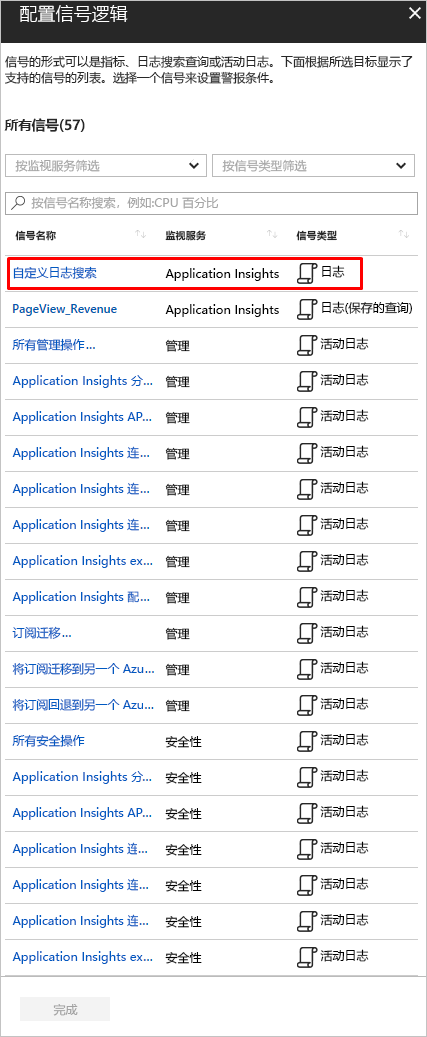 配置信号逻辑
信号的形式可以是指标、日志搜索查询或活动日志。下面根据所选目标显示了
支持的信号的列表。选择一个信号来设置警报条件。
所有信号(57)
按监视服务筛选 按信号类型筛选
按信号名称搜索，例如:CPU 百分比
信号名称 监视服务 信号类型
自定义日志搜索 Application Insights 日志
PageView_Revenue Application Insights 日志(保存的查询)
所有管理操作... 管理 活动日志
Application Insights 分... 管理 活动日志
Application Insights AP... 管理 活动日志
Application Insights 连... 管理 活动日志
Application Insights 连... 管理 活动日志
Application Insights 连... 管理 活动日志
Application Insights ex... 管理 活动日志
Application Insights 配... 管理 活动日志
订阅迁移... 管理 活动日志
将订阅迁移到另一个 Azu... 管理 活动日志
将订阅回退到另一个 Azu... 管理 活动日志
所有安全操作 安全性 活动日志
Application Insights 分... 安全性 活动日志
Application Insights AP... 安全性 活动日志
Application Insights 连... 安全性 活动日志
Application Insights 连... 安全性 活动日志
Application Insights 连... 安全性 活动日志
Application Insights ex... 安全性 活动日志
完成